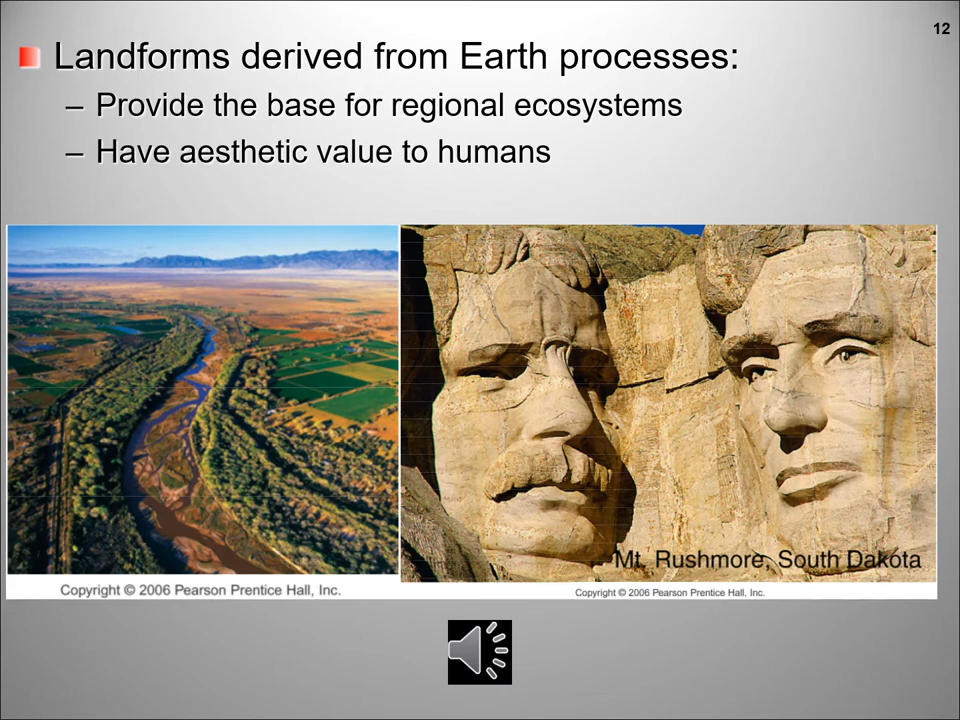 12
Landforms derived from Earth processes:
– Provide the base for regional ecosystems
– Have aesthetic value to humans
Mt. Rushmore, South Dakota
Copyright © 2006 Pearson Prentice Hall, Inc.
Copyright © 2006 Pearson Prentice Hall, Inc.